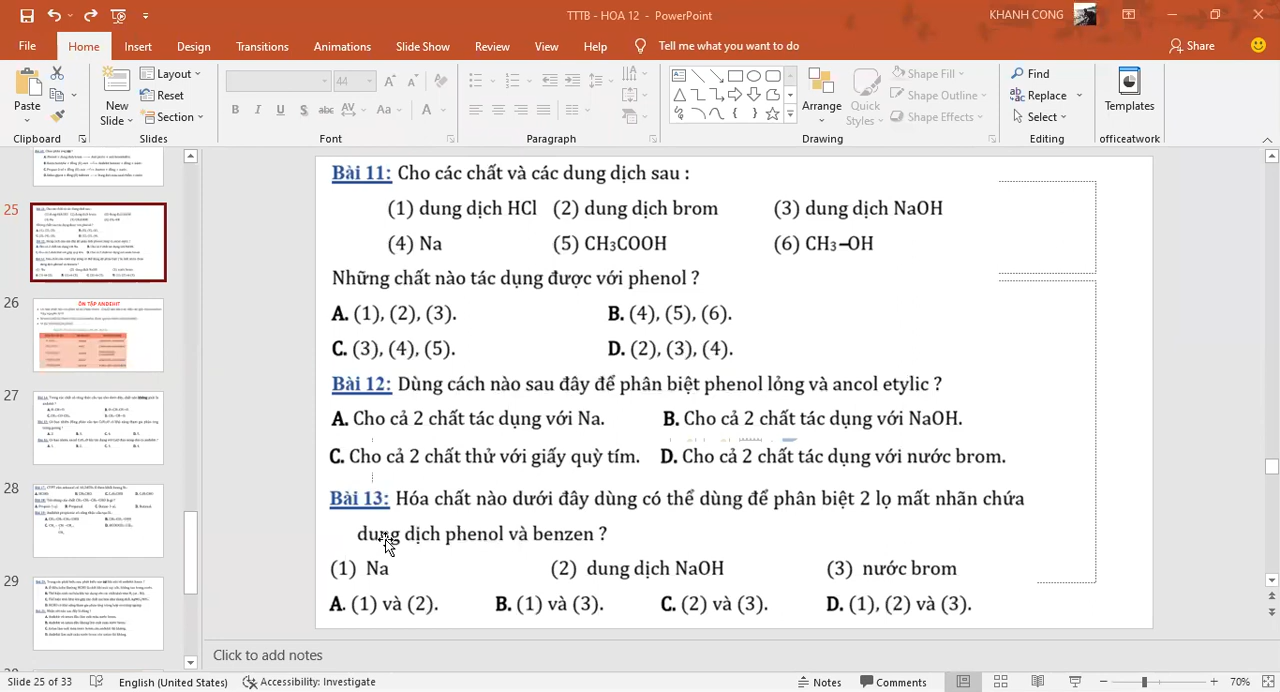 TTTB - HOA 12 - PowerPoint
KHANH CONG
File Home Insert Design Transitions Animations Slide Show Review View Help Tell me what you want to do Share
Paste
Clipboard
New Slide
Layout
Reset
Section
Slides
44
B I U S abc AV Aa A
Font
Paragraph
Arrange
Quick Styles
Shape Fill
Shape Outline
Shape Effects
Drawing
Find
Replace
Select
Editing
Templates
officeatwork
25
26
ÔN TẬP ANDEHIT
27
28
29
Bài 11: Cho các chất và các dung dịch sau :
(1) dung dịch HCl (2) dung dịch brom (3) dung dịch NaOH
(4) Na (5) CH₃COOH (6) CH₃–OH
Những chất nào tác dụng được với phenol ?
A. (1), (2), (3). B. (4), (5), (6).
C. (3), (4), (5). D. (2), (3), (4).
Bài 12: Dùng cách nào sau đây để phân biệt phenol lỏng và ancol etylic ?
A. Cho cả 2 chất tác dụng với Na. B. Cho cả 2 chất tác dụng với NaOH.
C. Cho cả 2 chất thử với giấy quỳ tím. D. Cho cả 2 chất tác dụng với nước brom.
Bài 13: Hóa chất nào dưới đây dùng có thể dùng để phân biệt 2 lọ mất nhãn chứa
dung dịch phenol và benzen ?
(1) Na (2) dung dịch NaOH (3) nước brom
A. (1) và (2). B. (1) và (3). C. (2) và (3). D. (1), (2) và (3).
Click to add notes
Slide 25 of 33 English (United States) Accessibility: Investigate Notes Comments 70%